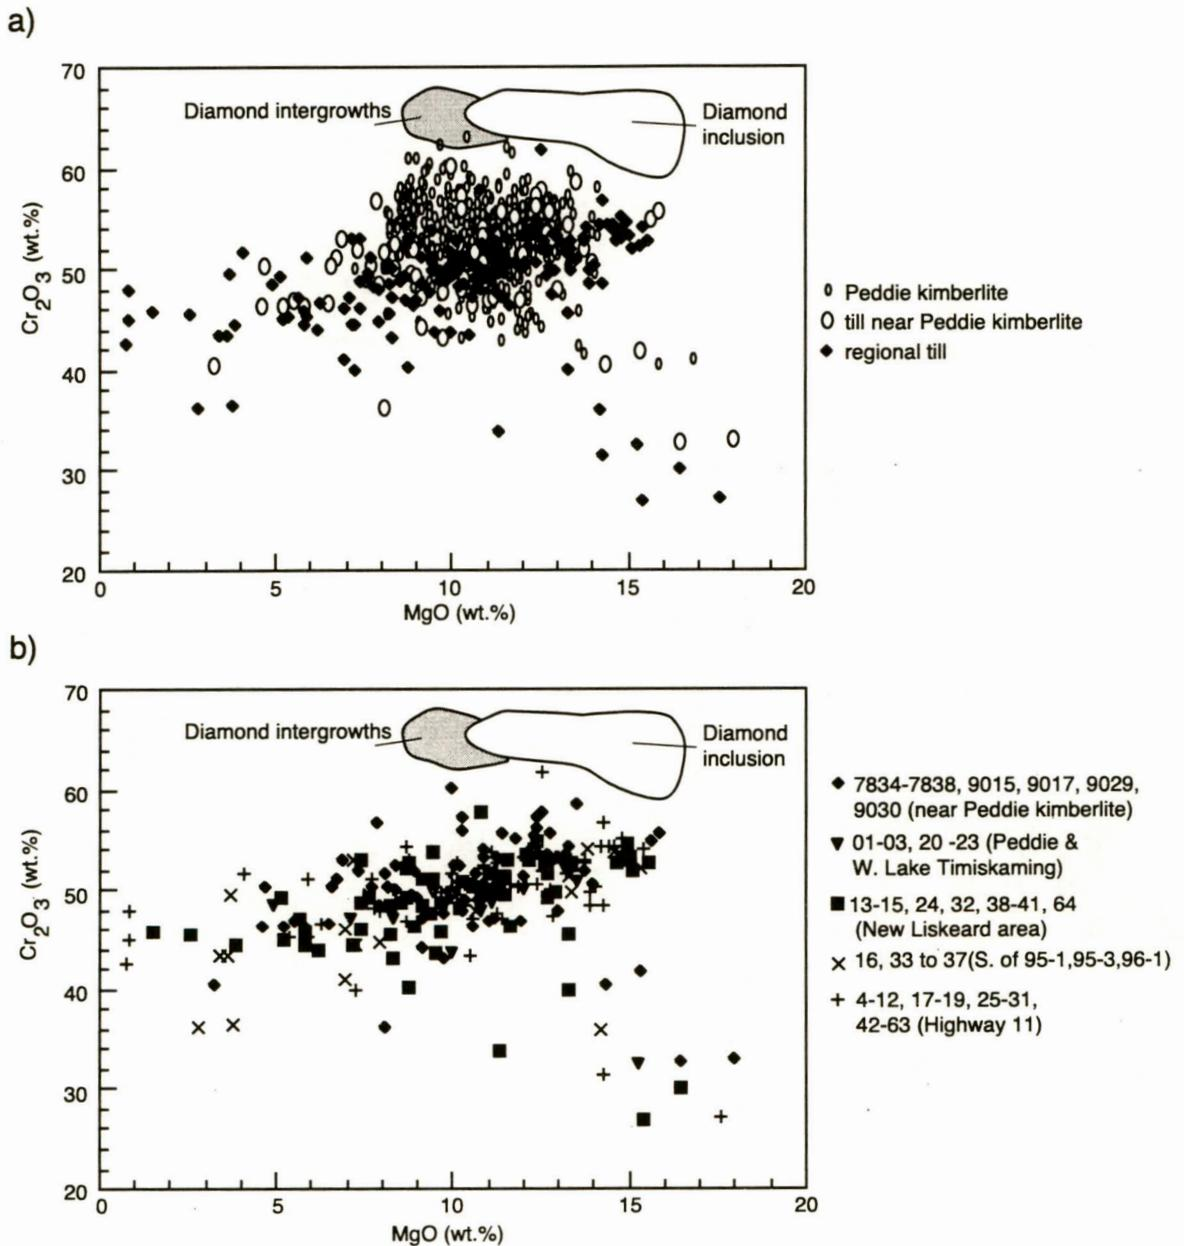 a)
70
60
50
40
30
20
Cr2O3 (wt.%)
Diamond intergrowths
Diamond
inclusion
0
5
10
15
20
MgO (wt.%)
Peddie kimberlite
till near Peddie kimberlite
regional till
b)
70
60
50
40
30
20
Cr2O3 (wt.%)
Diamond intergrowths
Diamond
inclusion
0
5
10
15
20
MgO (wt.%)
7834-7838, 9015, 9017, 9029,
9030 (near Peddie kimberlite)
01-03, 20 -23 (Peddie &
W. Lake Timiskaming)
13-15, 24, 32, 38-41, 64
(New Liskeard area)
16, 33 to 37(S. of 95-1,95-3,96-1)
4-12, 17-19, 25-31,
42-63 (Highway 11)